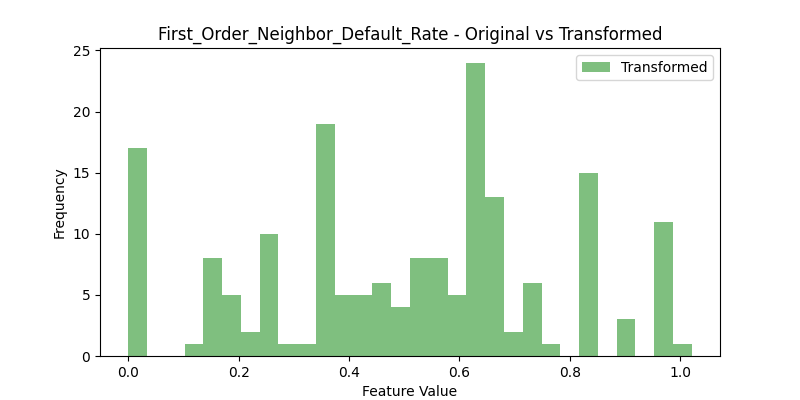 First_Order_Neighbor_Default_Rate - Original vs Transformed
Transformed
25
20
15
10
5
0
Frequency
0.0 0.2 0.4 0.6 0.8 1.0
Feature Value